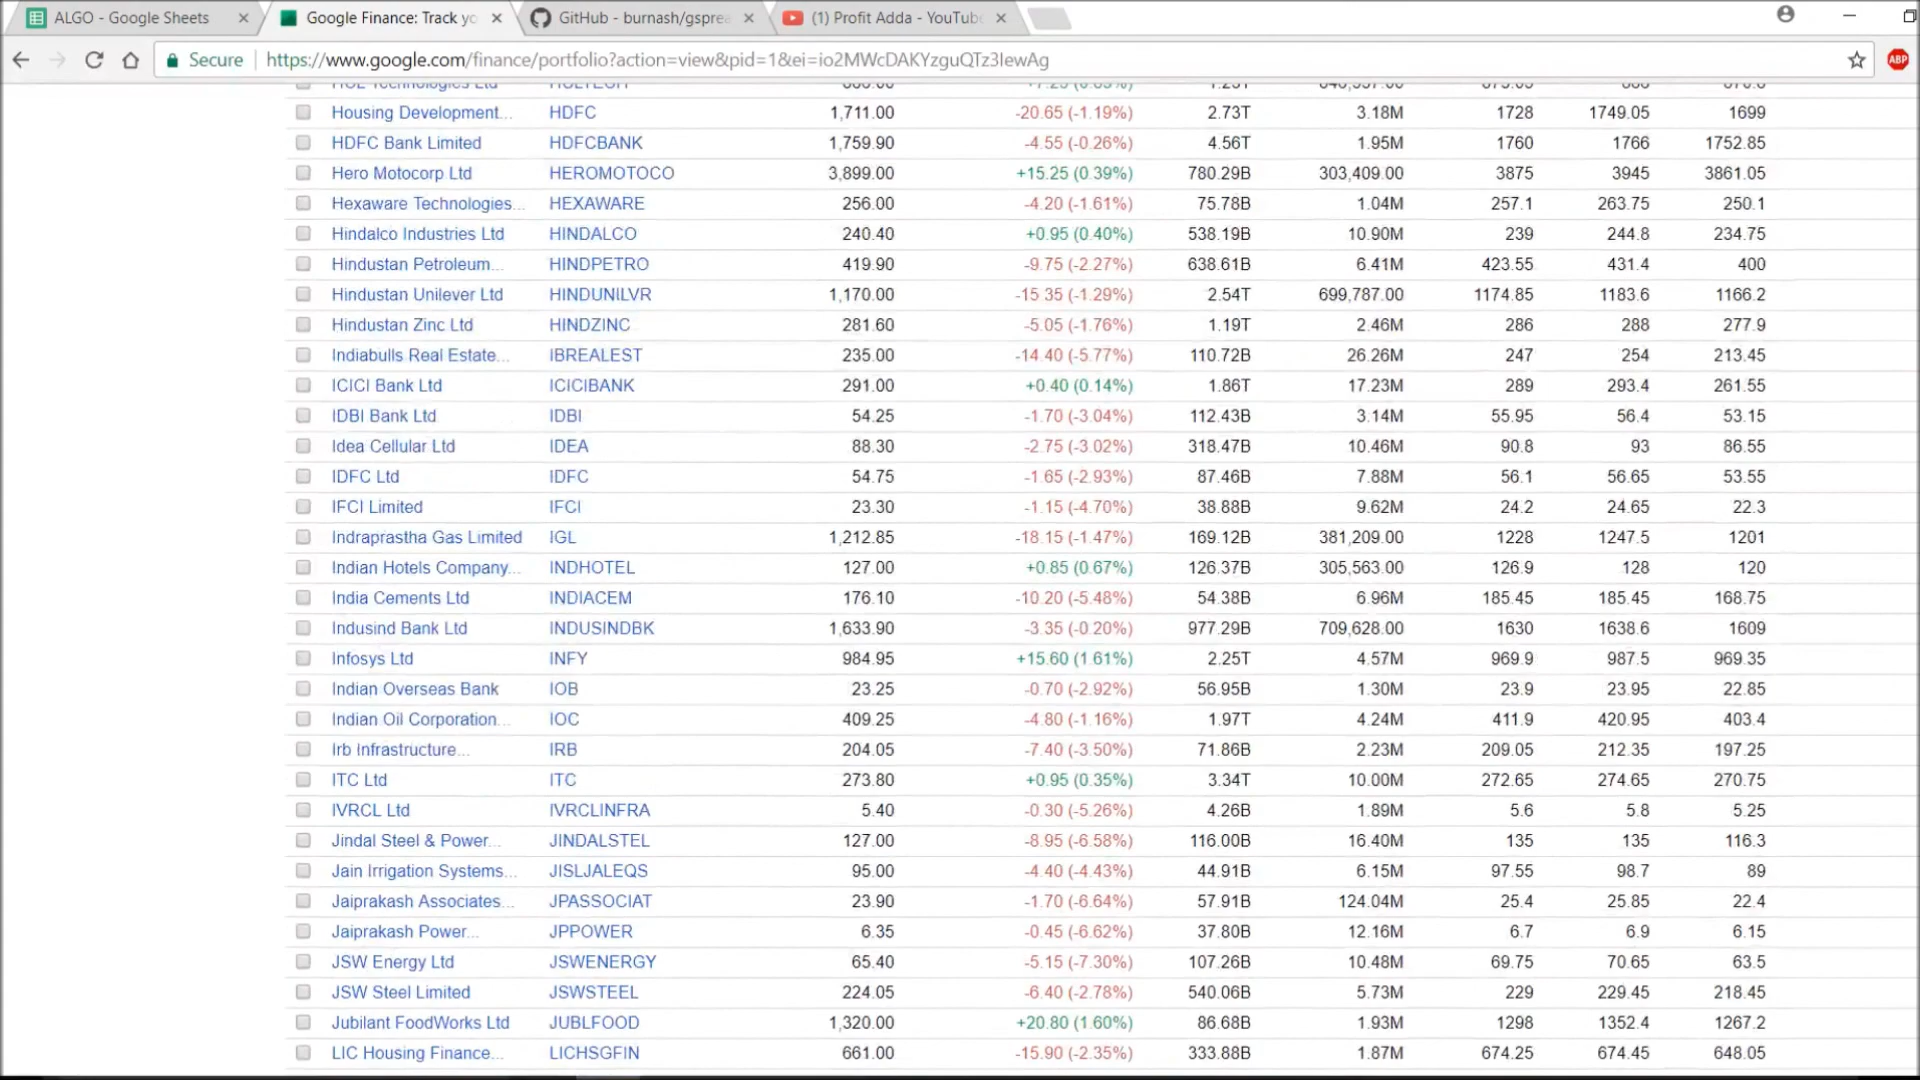 ALGO - Google Sheets
Google Finance: Track yo
GitHub - burnash/gsprea
(1) Profit Adda - YouTube
Secure https://www.google.com/finance/portfolio?action=view&pid=1&ei=io2MWcDAKYzguQTz3IewAg
ABP
Housing Development... HDFC 1,711.00 -20.65 (-1.19%) 2.73T 3.18M 1728 1749.05 1699
HDFC Bank Limited HDFCBANK 1,759.90 -4.55 (-0.26%) 4.56T 1.95M 1760 1766 1752.85
Hero Motocorp Ltd HEROMOTOCO 3,899.00 +15.25 (0.39%) 780.29B 303,409.00 3875 3945 3861.05
Hexaware Technologies... HEXAWARE 256.00 -4.20 (-1.61%) 75.78B 1.04M 257.1 263.75 250.1
Hindalco Industries Ltd HINDALCO 240.40 +0.95 (0.40%) 538.19B 10.90M 239 244.8 234.75
Hindustan Petroleum... HINDPETRO 419.90 -9.75 (-2.27%) 638.61B 6.41M 423.55 431.4 400
Hindustan Unilever Ltd HINDUNILVR 1,170.00 -15.35 (-1.29%) 2.54T 699,787.00 1174.85 1183.6 1166.2
Hindustan Zinc Ltd HINDZINC 281.60 -5.05 (-1.76%) 1.19T 2.46M 286 288 277.9
Indiabulls Real Estate... IBREALEST 235.00 -14.40 (-5.77%) 110.72B 26.26M 247 254 213.45
ICICI Bank Ltd ICICIBANK 291.00 +0.40 (0.14%) 1.86T 17.23M 289 293.4 261.55
IDBI Bank Ltd IDBI 54.25 -1.70 (-3.04%) 112.43B 3.14M 55.95 56.4 53.15
Idea Cellular Ltd IDEA 88.30 -2.75 (-3.02%) 318.47B 10.46M 90.8 93 86.55
IDFC Ltd IDFC 54.75 -1.65 (-2.93%) 87.46B 7.88M 56.1 56.65 53.55
IFCI Limited IFCI 23.30 -1.15 (-4.70%) 38.88B 9.62M 24.2 24.65 22.3
Indraprastha Gas Limited IGL 1,212.85 -18.15 (-1.47%) 169.12B 381,209.00 1228 1247.5 1201
Indian Hotels Company... INDHOTEL 127.00 +0.85 (0.67%) 126.37B 305,563.00 126.9 128 120
India Cements Ltd INDIACEM 176.10 -10.20 (-5.48%) 54.38B 6.96M 185.45 185.45 168.75
Indusind Bank Ltd INDUSINDBK 1,633.90 -3.35 (-0.20%) 977.29B 709,628.00 1630 1638.6 1609
Infosys Ltd INFY 984.95 +15.60 (1.61%) 2.25T 4.57M 969.9 987.5 969.35
Indian Overseas Bank IOB 23.25 -0.70 (-2.92%) 56.95B 1.30M 23.9 23.95 22.85
Indian Oil Corporation... IOC 409.25 -4.80 (-1.16%) 1.97T 4.24M 411.9 420.95 403.4
Irb Infrastructure... IRB 204.05 -7.40 (-3.50%) 71.86B 2.23M 209.05 212.35 197.25
ITC Ltd ITC 273.80 +0.95 (0.35%) 3.34T 10.00M 272.65 274.65 270.75
IVRCL Ltd IVRCLINFRA 5.40 -0.30 (-5.26%) 4.26B 1.89M 5.6 5.8 5.25
Jindal Steel & Power... JINDALSTEL 127.00 -8.95 (-6.58%) 116.00B 16.40M 135 135 116.3
Jain Irrigation Systems... JISLJALEQS 95.00 -4.40 (-4.43%) 44.91B 6.15M 97.55 98.7 89
Jaiprakash Associates... JPASSOCIAT 23.90 -1.70 (-6.64%) 57.91B 124.04M 25.4 25.85 22.4
Jaiprakash Power... JPPOWER 6.35 -0.45 (-6.62%) 37.80B 12.16M 6.7 6.9 6.15
JSW Energy Ltd JSWENERGY 65.40 -5.15 (-7.30%) 107.26B 10.48M 69.75 70.65 63.5
JSW Steel Limited JSWSTEEL 224.05 -6.40 (-2.78%) 540.06B 5.73M 229 229.45 218.45
Jubilant FoodWorks Ltd JUBLFOOD 1,320.00 +20.80 (1.60%) 86.68B 1.93M 1298 1352.4 1267.2
LIC Housing Finance... LICHSGFIN 661.00 -15.90 (-2.35%) 333.88B 1.87M 674.25 674.45 648.05